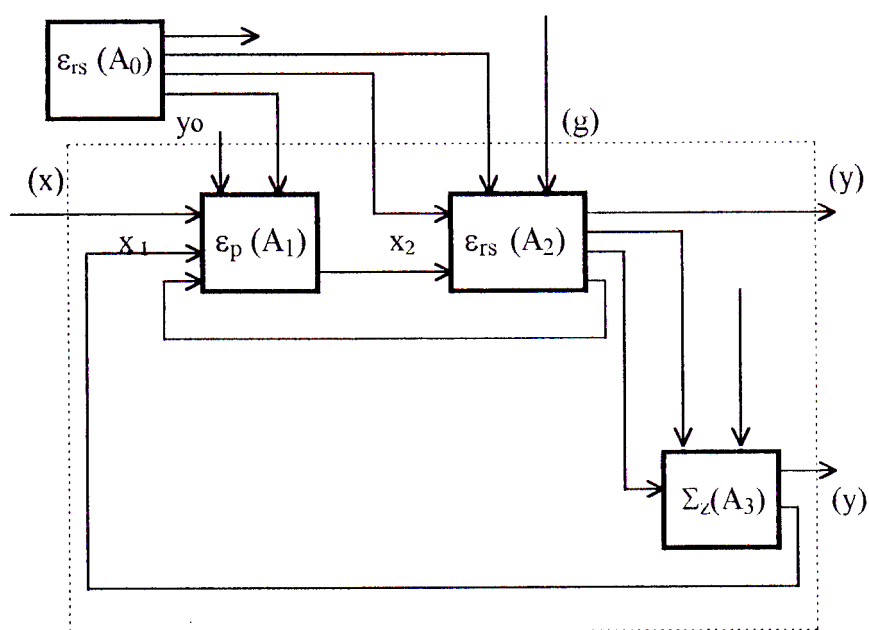 εrs (A0)
yo
(g)
(x)
(y)
x1
εp (A1)
x2
εrs (A2)
Σz(A3)
(y)